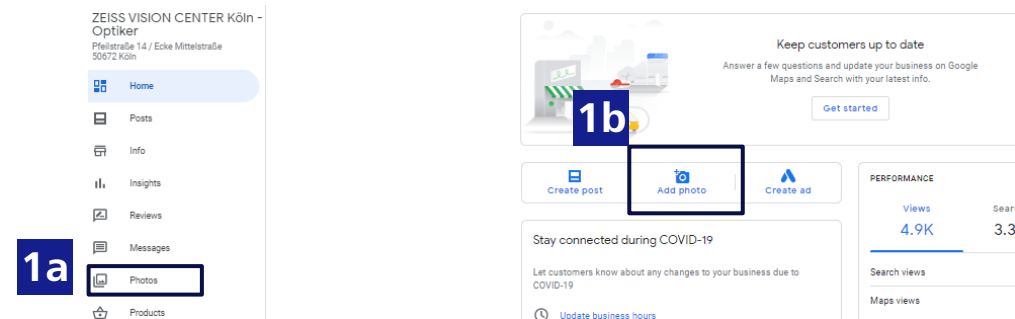 ZEISS VISION CENTER Köln -
Optiker
Pfeilstraße 14 / Ecke Mittelstraße
50672 Köln
Home
Posts
Info
Insights
Reviews
Messages
1a
Photos
Products
Keep customers up to date
Answer a few questions and update your business on Google
Maps and Search with your latest info.
Get started
1b
Create post
Add photo
Create ad
Stay connected during COVID-19
Let customers know about any changes to your business due to
COVID-19
Update business hours
PERFORMANCE
Views
4.9K
Search views
Maps views